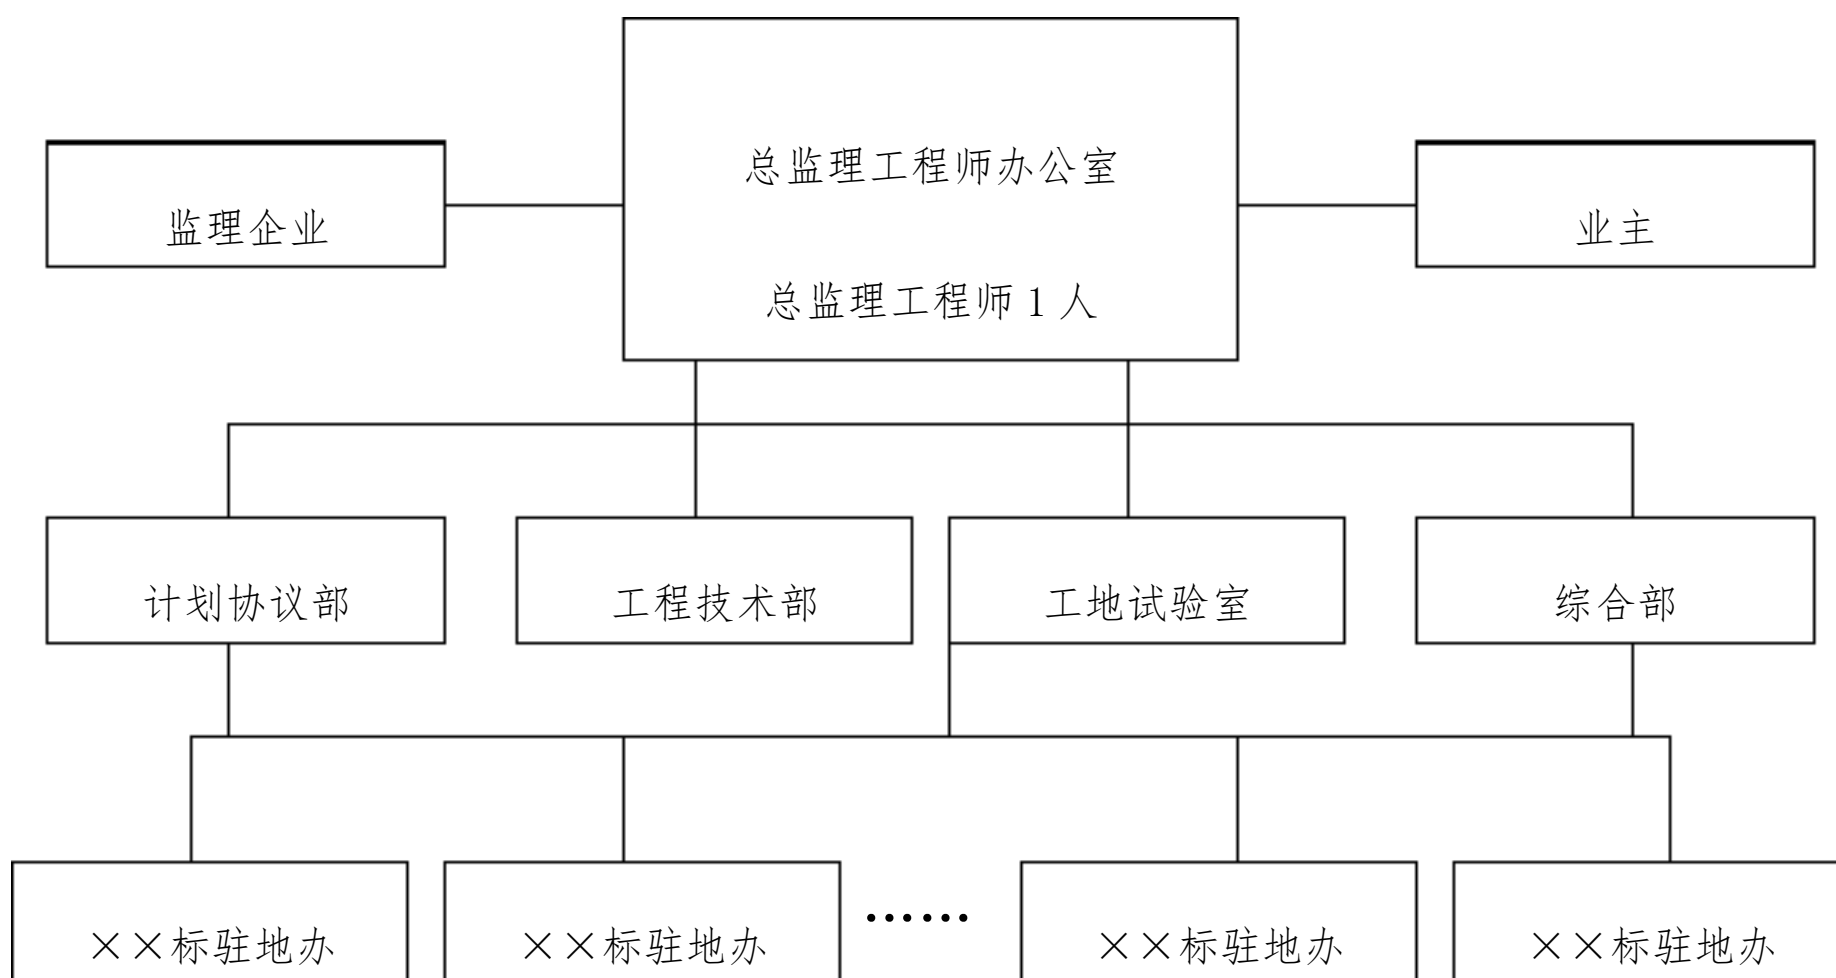 总监理工程师办公室
监理企业
业主
总监理工程师1人
计划协议部
工程技术部
工地试验室
综合部
××标驻地办
××标驻地办
……
××标驻地办
××标驻地办